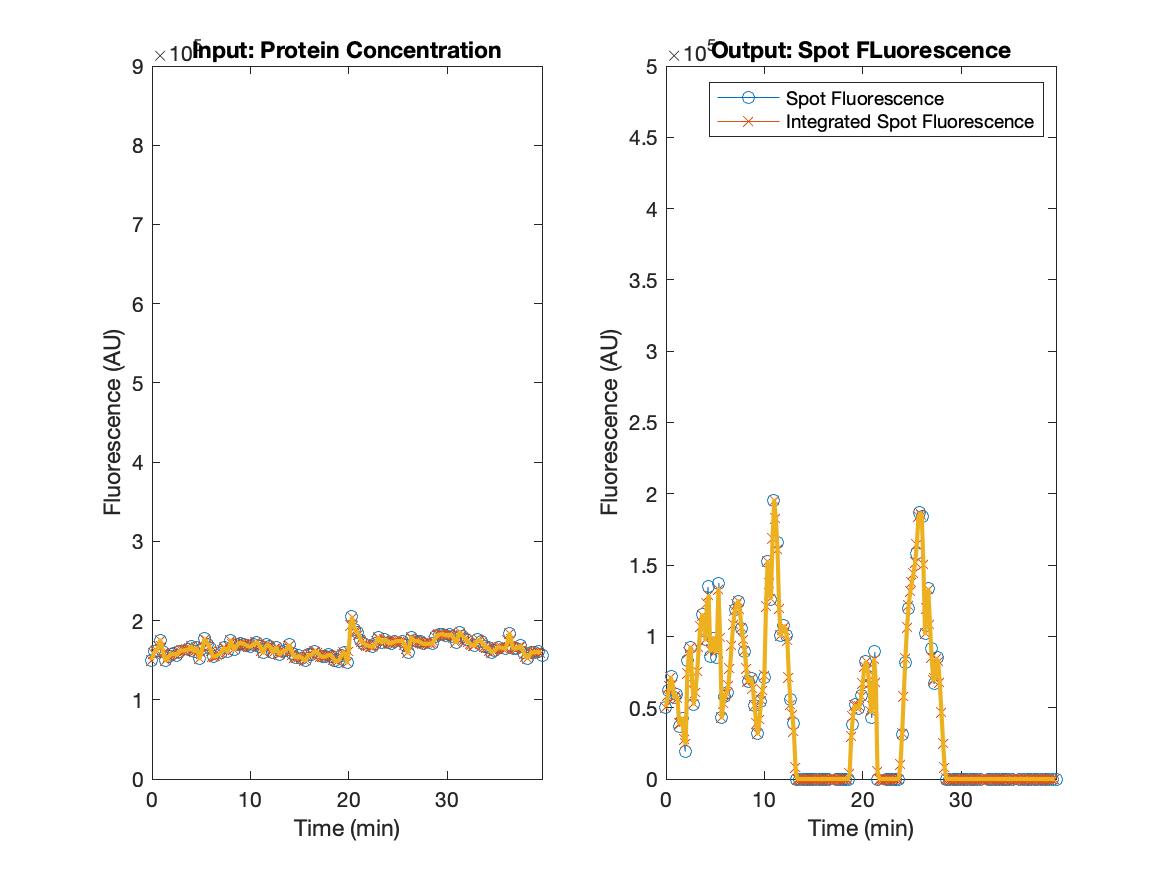 ×10⁵
Input: Protein Concentration
9
8
7
6
5
4
3
2
1
0
Fluorescence (AU)
0 10 20 30
Time (min)
×10⁵
Output: Spot FLuorescence
Spot Fluorescence
Integrated Spot Fluorescence
5
4.5
4
3.5
3
2.5
2
1.5
1
0.5
0
Fluorescence (AU)
0 10 20 30
Time (min)